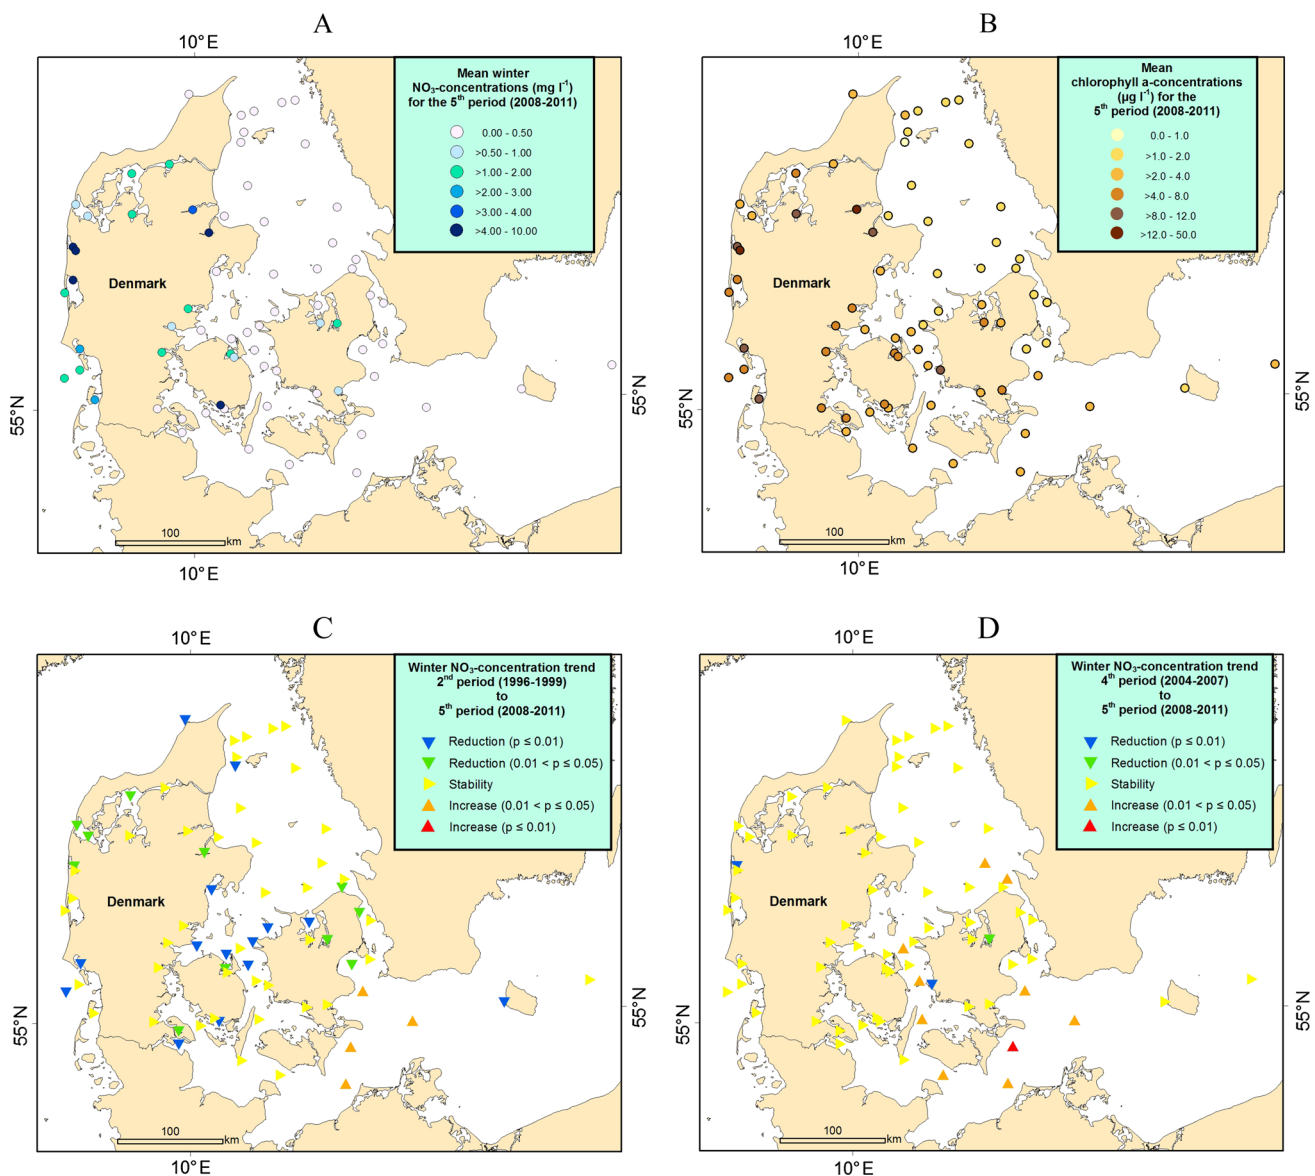 A
10° E
Mean winter
NO₃-concentrations (mg l⁻¹)
for the 5ᵗʰ period (2008-2011)
0.00 - 0.50
>0.50 - 1.00
>1.00 - 2.00
>2.00 - 3.00
>3.00 - 4.00
>4.00 - 10.00
Denmark
55°N
55°N
100
km
10° E
B
10° E
Mean
chlorophyll a-concentrations
(µg l⁻¹) for the
5ᵗʰ period (2008-2011)
0.0 - 1.0
>1.0 - 2.0
>2.0 - 4.0
>4.0 - 8.0
>8.0 - 12.0
>12.0 - 50.0
Denmark
55°N
55°N
100
km
10° E
C
10° E
Winter NO₃-concentration trend
2ⁿᵈ period (1996-1999)
to
5ᵗʰ period (2008-2011)
Reduction (p ≤ 0.01)
Reduction (0.01 < p ≤ 0.05)
Stability
Increase (0.01 < p ≤ 0.05)
Increase (p ≤ 0.01)
Denmark
55°N
55°N
100
km
10° E
D
10° E
Winter NO₃-concentration trend
4ᵗʰ period (2004-2007)
to
5ᵗʰ period (2008-2011)
Reduction (p ≤ 0.01)
Reduction (0.01 < p ≤ 0.05)
Stability
Increase (0.01 < p ≤ 0.05)
Increase (p ≤ 0.01)
Denmark
55°N
55°N
100
km
10° E